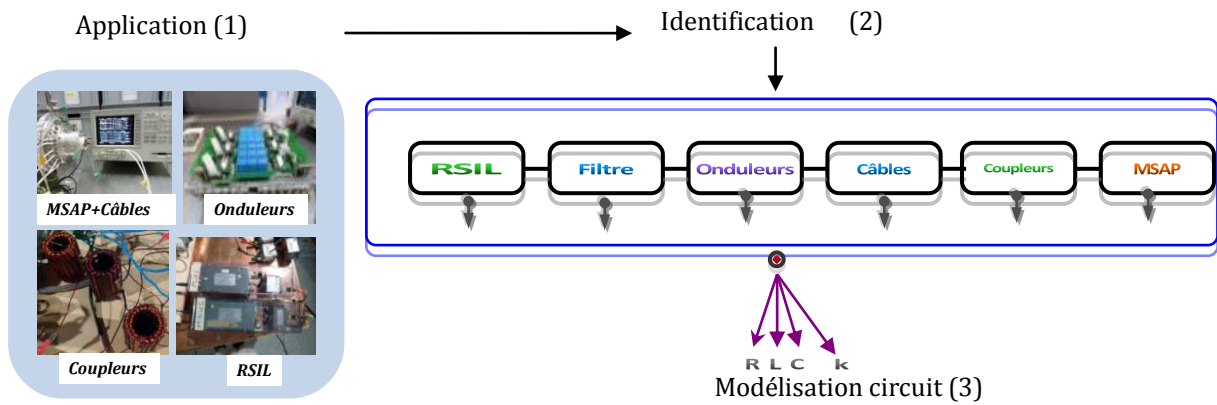 Application (1)
Identification (2)
MSAP+Câbles
Onduleurs
Coupleurs
RSIL
RSIL
Filtre
Onduleurs
Câbles
Coupleurs
MSAP
R L C k
Modélisation circuit (3)